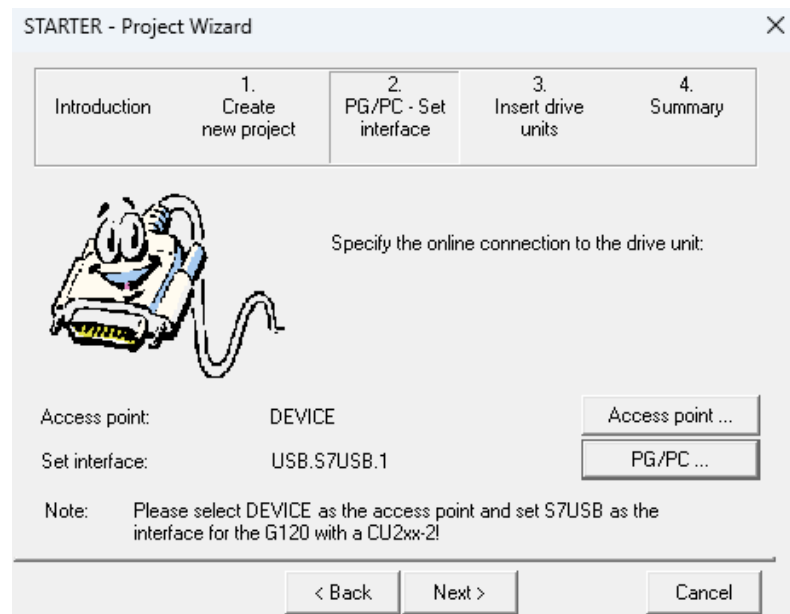 STARTER - Project Wizard
Introduction
1.
Create
new project
2.
PG/PC - Set
interface
3.
Insert drive
units
4.
Summary
Specify the online connection to the drive unit:
Access point: DEVICE Access point ...
Set interface: USB.S7USB.1 PG/PC ...
Note: Please select DEVICE as the access point and set S7USB as the
interface for the G120 with a CU2xx-2!
< Back Next > Cancel